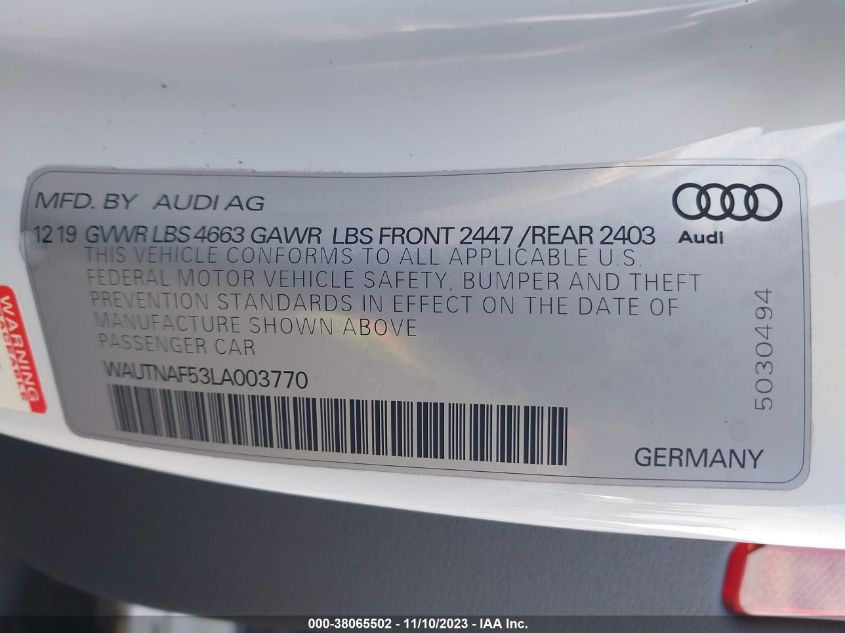 MFD. BY AUDI AG
12 19 GVWR LBS 4663 GAWR LBS FRONT 2447 /REAR 2403
Audi
THIS VEHICLE CONFORMS TO ALL APPLICABLE U.S.
FEDERAL MOTOR VEHICLE SAFETY, BUMPER AND THEFT
PREVENTION STANDARDS IN EFFECT ON THE DATE OF
MANUFACTURE SHOWN ABOVE
PASSENGER CAR
WAUTNAF53LA003770
GERMANY
5030494
WARNING
000-38065502 - 11/10/2023 - IAA Inc.